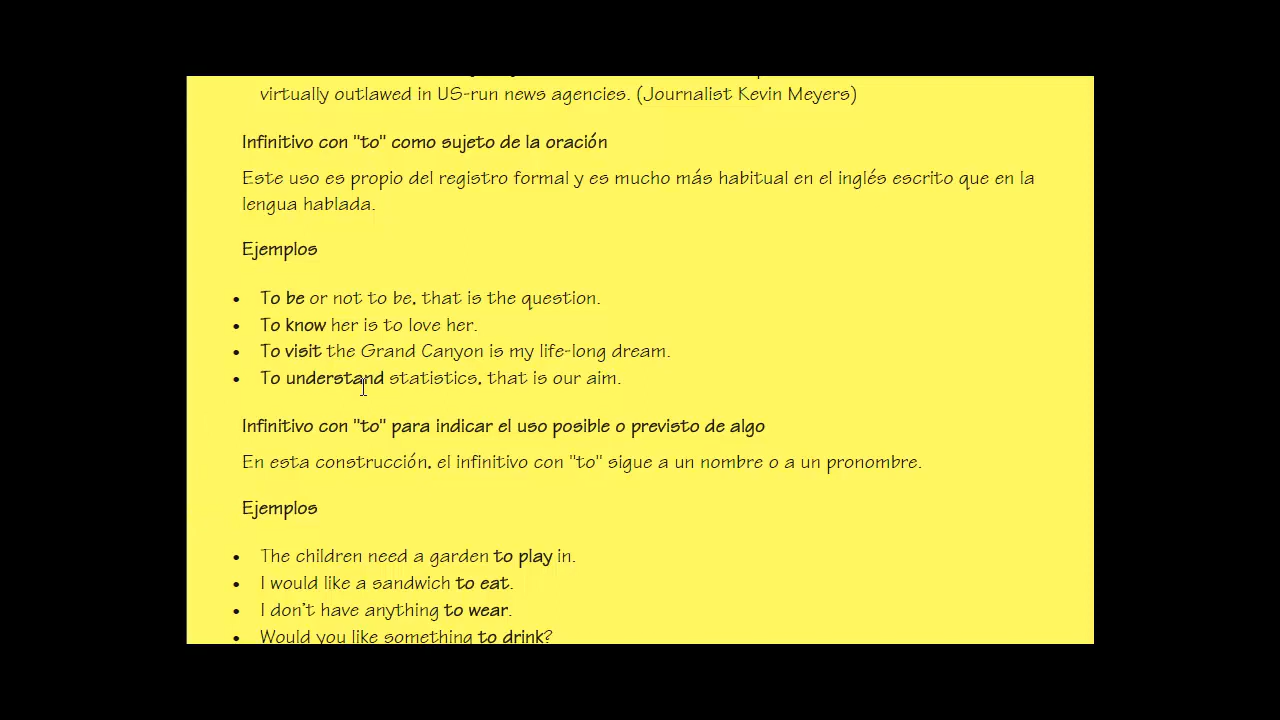 virtually outlawed in US-run news agencies. (Journalist Kevin Meyers)
Infinitivo con "to" como sujeto de la oración
Este uso es propio del registro formal y es mucho más habitual en el inglés escrito que en la
lengua hablada.
Ejemplos
• To be or not to be, that is the question.
• To know her is to love her.
• To visit the Grand Canyon is my life-long dream.
• To understand statistics, that is our aim.
Infinitivo con "to" para indicar el uso posible o previsto de algo
En esta construcción, el infinitivo con "to" sigue a un nombre o a un pronombre.
Ejemplos
• The children need a garden to play in.
• I would like a sandwich to eat.
• I don't have anything to wear.
• Would you like something to drink?